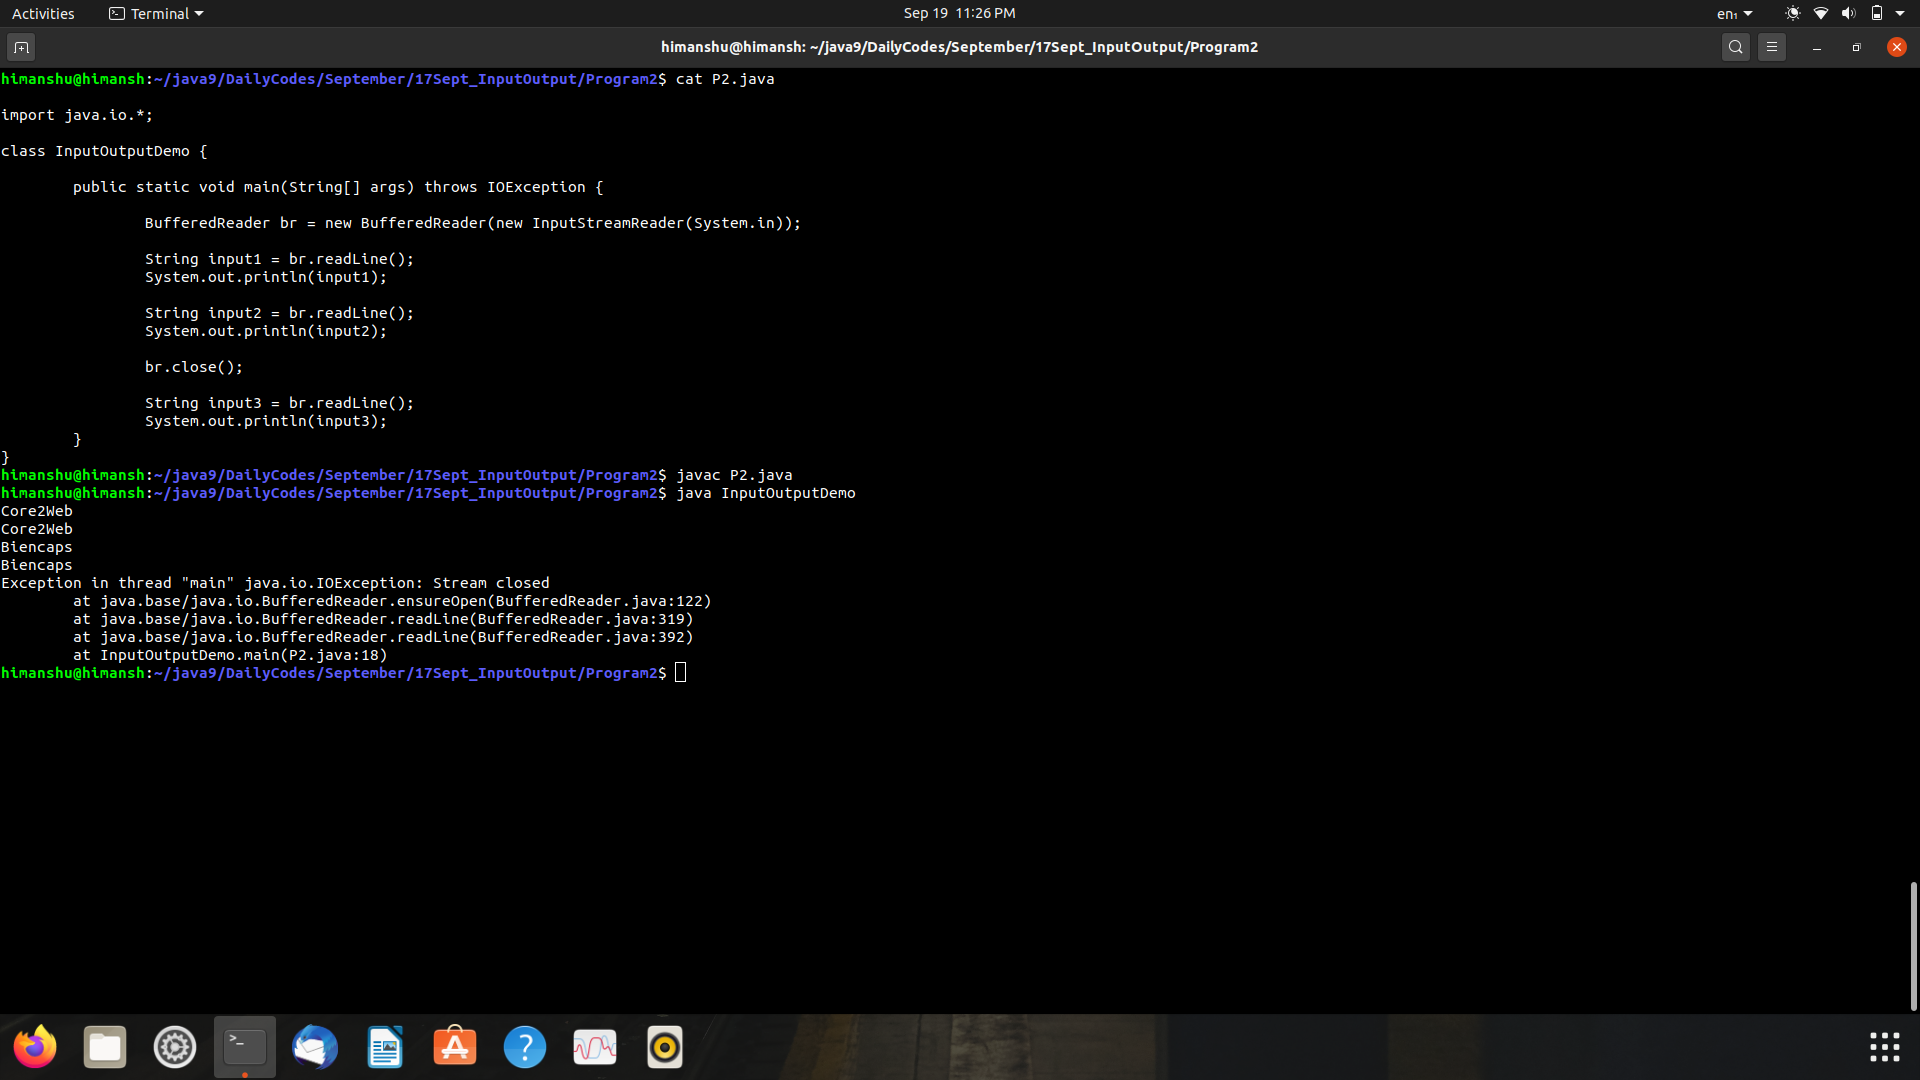 Activities Terminal Sep 19 11:26 PM en₁
himanshu@himansh: ~/java9/DailyCodes/September/17Sept_InputOutput/Program2
himanshu@himansh:~/java9/DailyCodes/September/17Sept_InputOutput/Program2$ cat P2.java
import java.io.*;
class InputOutputDemo {
public static void main(String[] args) throws IOException {
BufferedReader br = new BufferedReader(new InputStreamReader(System.in));
String input1 = br.readLine();
System.out.println(input1);
String input2 = br.readLine();
System.out.println(input2);
br.close();
String input3 = br.readLine();
System.out.println(input3);
}
}
himanshu@himansh:~/java9/DailyCodes/September/17Sept_InputOutput/Program2$ javac P2.java
himanshu@himansh:~/java9/DailyCodes/September/17Sept_InputOutput/Program2$ java InputOutputDemo
Core2Web
Core2Web
Biencaps
Biencaps
Exception in thread "main" java.io.IOException: Stream closed
at java.base/java.io.BufferedReader.ensureOpen(BufferedReader.java:122)
at java.base/java.io.BufferedReader.readLine(BufferedReader.java:319)
at java.base/java.io.BufferedReader.readLine(BufferedReader.java:392)
at InputOutputDemo.main(P2.java:18)
himanshu@himansh:~/java9/DailyCodes/September/17Sept_InputOutput/Program2$